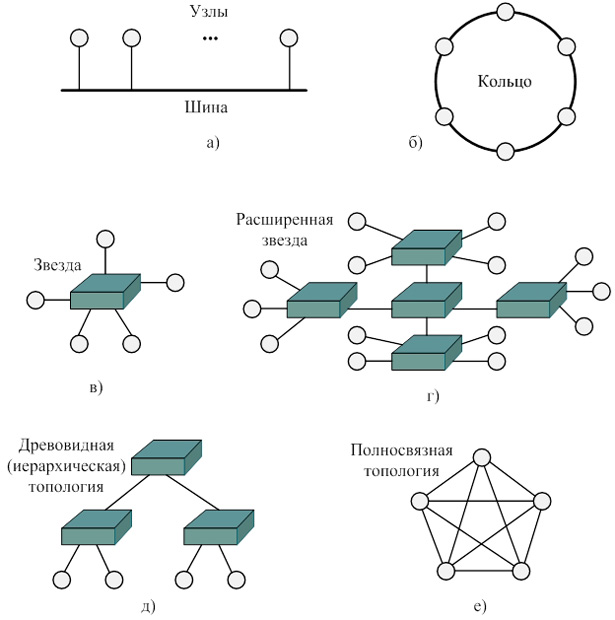 Узлы
...
Шина
а)
Кольцо
б)
Звезда
в)
Расширенная
звезда
г)
Древовидная
(иерархическая)
топология
д)
Полносвязная
топология
е)